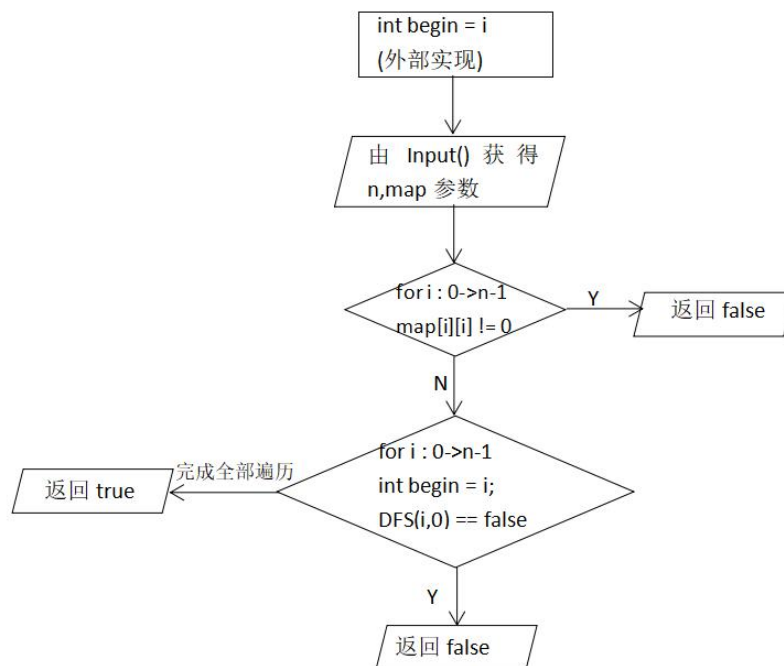 int begin = i
(外部实现)
由 Input() 获 得
n,map 参数
for i : 0->n-1
map[i][i] != 0
Y
返回 false
N
for i : 0->n-1
int begin = i;
DFS(i,0) == false
完成全部遍历
返回 true
Y
返回 false